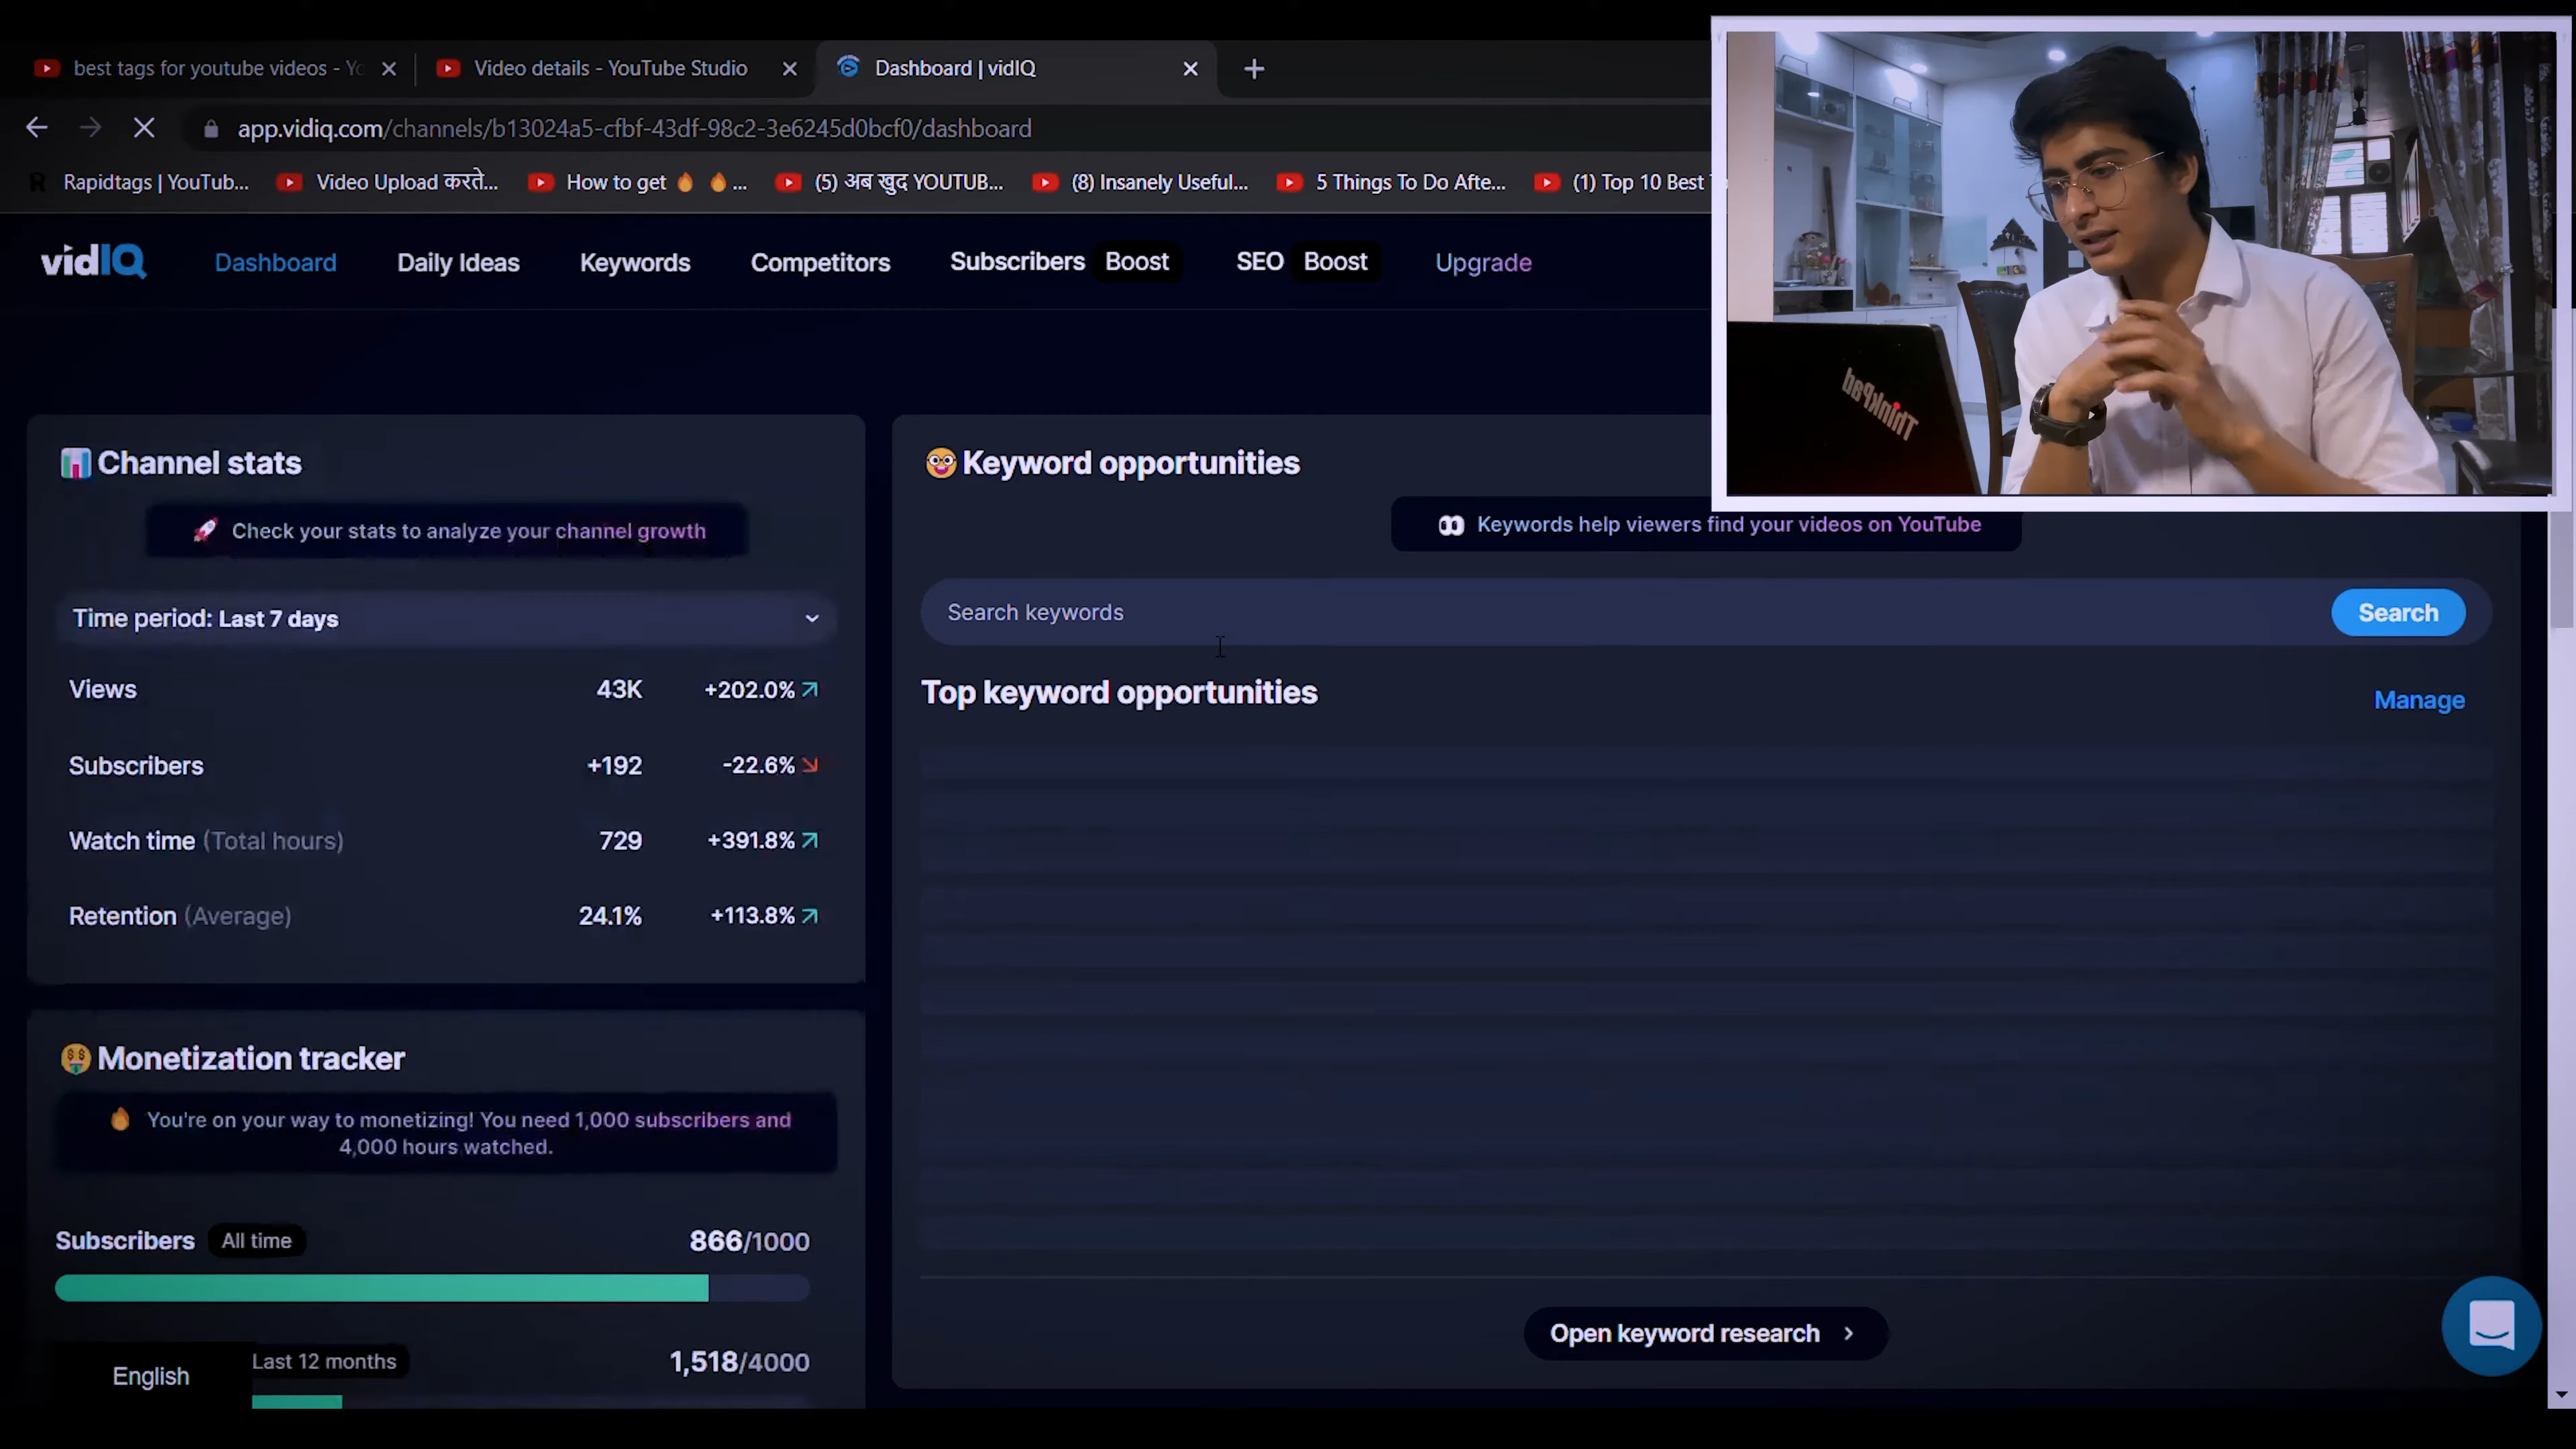 best tags for youtube videos - Yo
Video details - YouTube Studio
Dashboard | vidIQ
app.vidiq.com/channels/b13024a5-cfbf-43df-98c2-3e6245d0bcf0/dashboard
Rapidtags | YouTub...
Video Upload करते...
How to get 🔥 🔥 ...
(5) अब खुद YOUTUB...
(8) Insanely Useful...
5 Things To Do Afte...
(1) Top 10 Best
vidIQ
Dashboard
Daily Ideas
Keywords
Competitors
Subscribers Boost
SEO Boost
Upgrade
ThinkPad
Channel stats
Check your stats to analyze your channel growth
Time period: Last 7 days
Views 43K +202.0%
Subscribers +192 -22.6%
Watch time (Total hours) 729 +391.8%
Retention (Average) 24.1% +113.8%
Monetization tracker
You're on your way to monetizing! You need 1,000 subscribers and
4,000 hours watched.
Subscribers All time 866/1000
Last 12 months 1,518/4000
English
Keyword opportunities
Keywords help viewers find your videos on YouTube
Search keywords
Search
Top keyword opportunities
Manage
Open keyword research